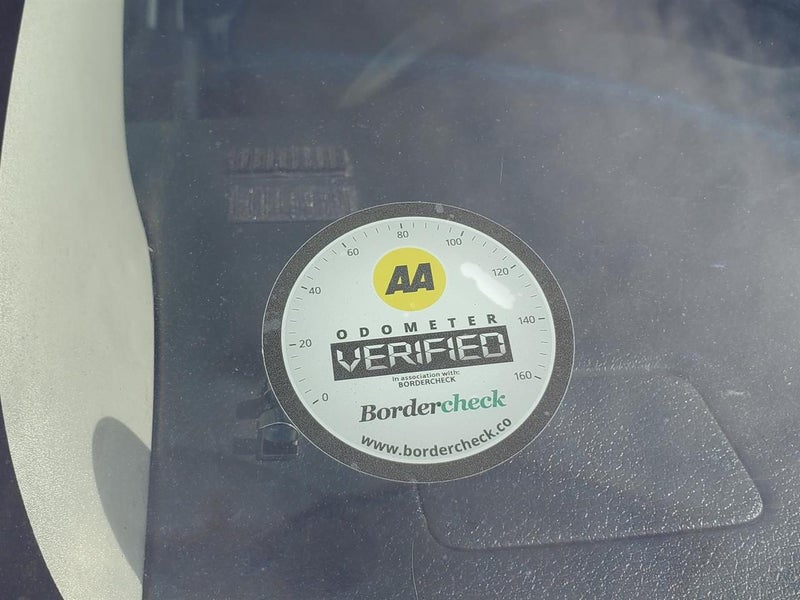 80
60
100
40
120
20
140
0
160
AA
ODOMETER
VERIFIED
In association with:
BORDERCHECK
Bordercheck
www.bordercheck.co